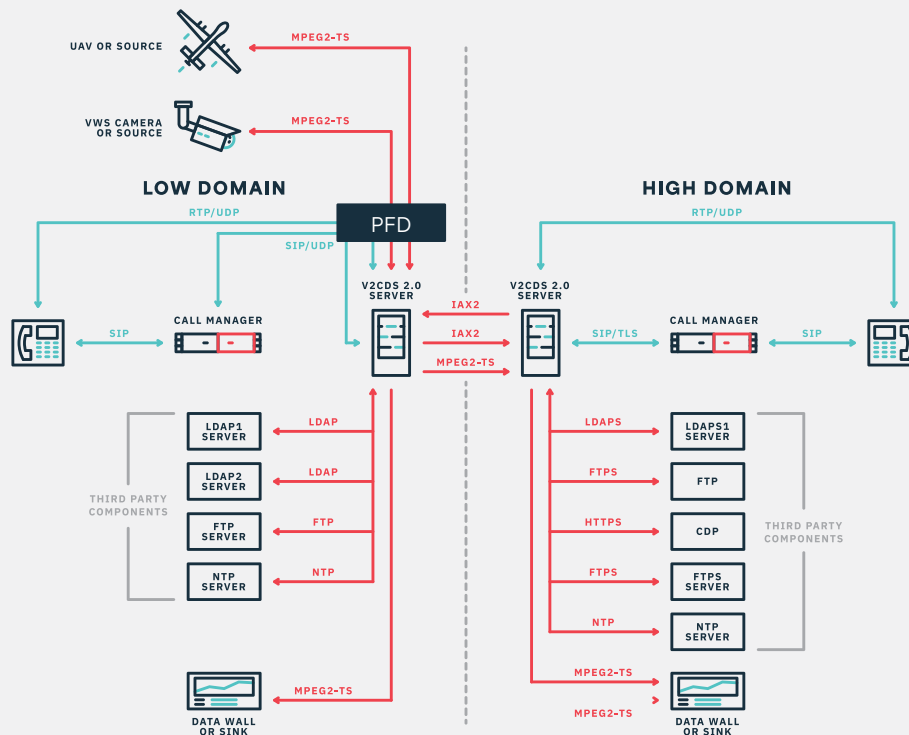 MPEG2-TS
UAV OR SOURCE
VWS CAMERA
OR SOURCE
MPEG2-TS
LOW DOMAIN
HIGH DOMAIN
RTP/UDP
PFD
RTP/UDP
SIP/UDP
V2CDS 2.0
SERVER
V2CDS 2.0
SERVER
IAX2
CALL MANAGER
CALL MANAGER
SIP
IAX2
SIP/TLS
SIP
MPEG2-TS
LDAP1
SERVER
LDAP
LDAPS
LDAPS1
SERVER
LDAP2
SERVER
LDAP
FTPS
FTP
THIRD PARTY
COMPONENTS
FTP
SERVER
FTP
HTTPS
CDP
THIRD PARTY
COMPONENTS
NTP
SERVER
NTP
FTPS
FTPS
SERVER
NTP
NTP
SERVER
MPEG2-TS
MPEG2-TS
MPEG2-TS
DATA WALL
OR SINK
DATA WALL
OR SINK